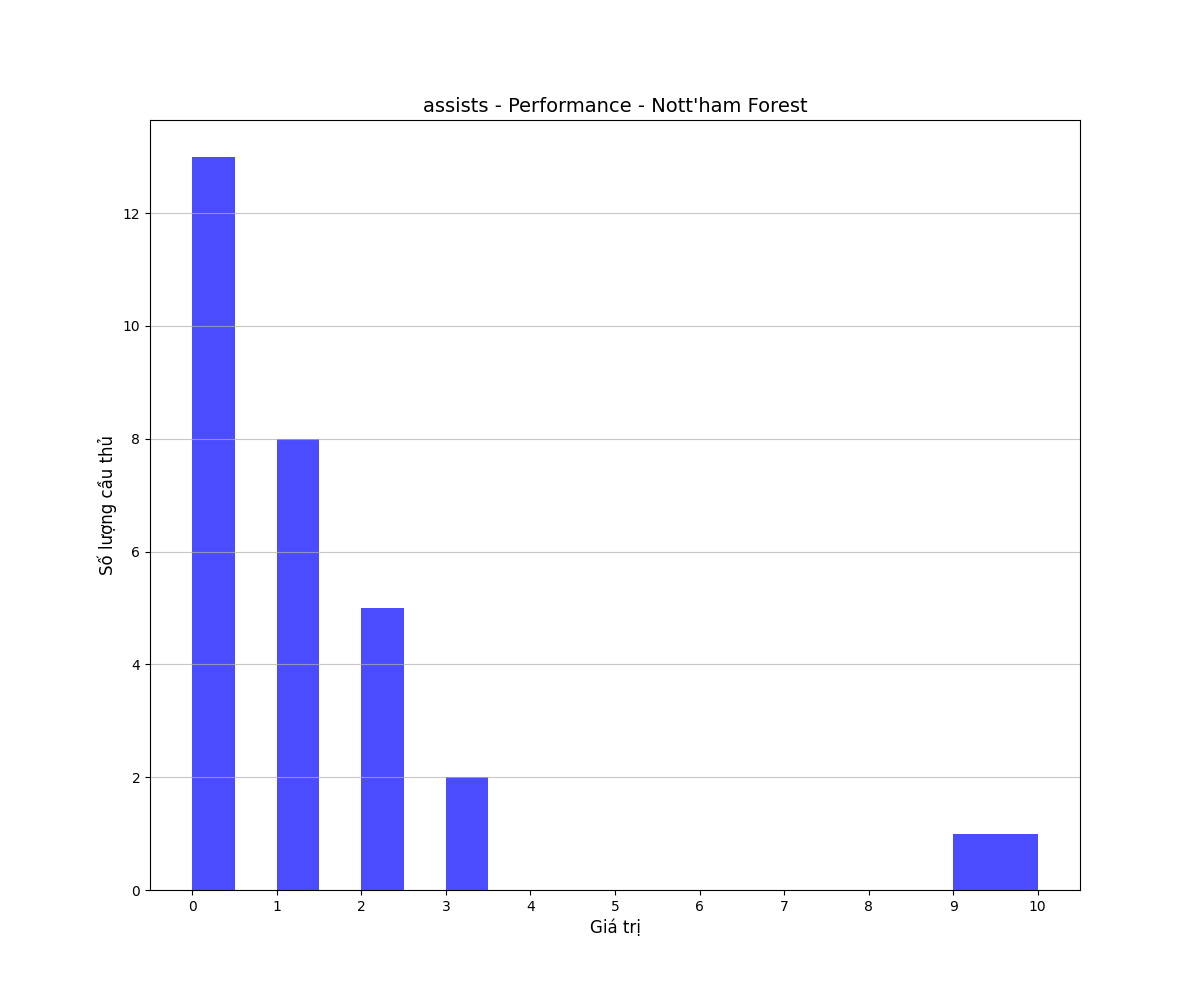 assists - Performance - Nott'ham Forest
12
10
8
6
4
2
0
Số lượng cầu thủ
0 1 2 3 4 5 6 7 8 9 10
Giá trị